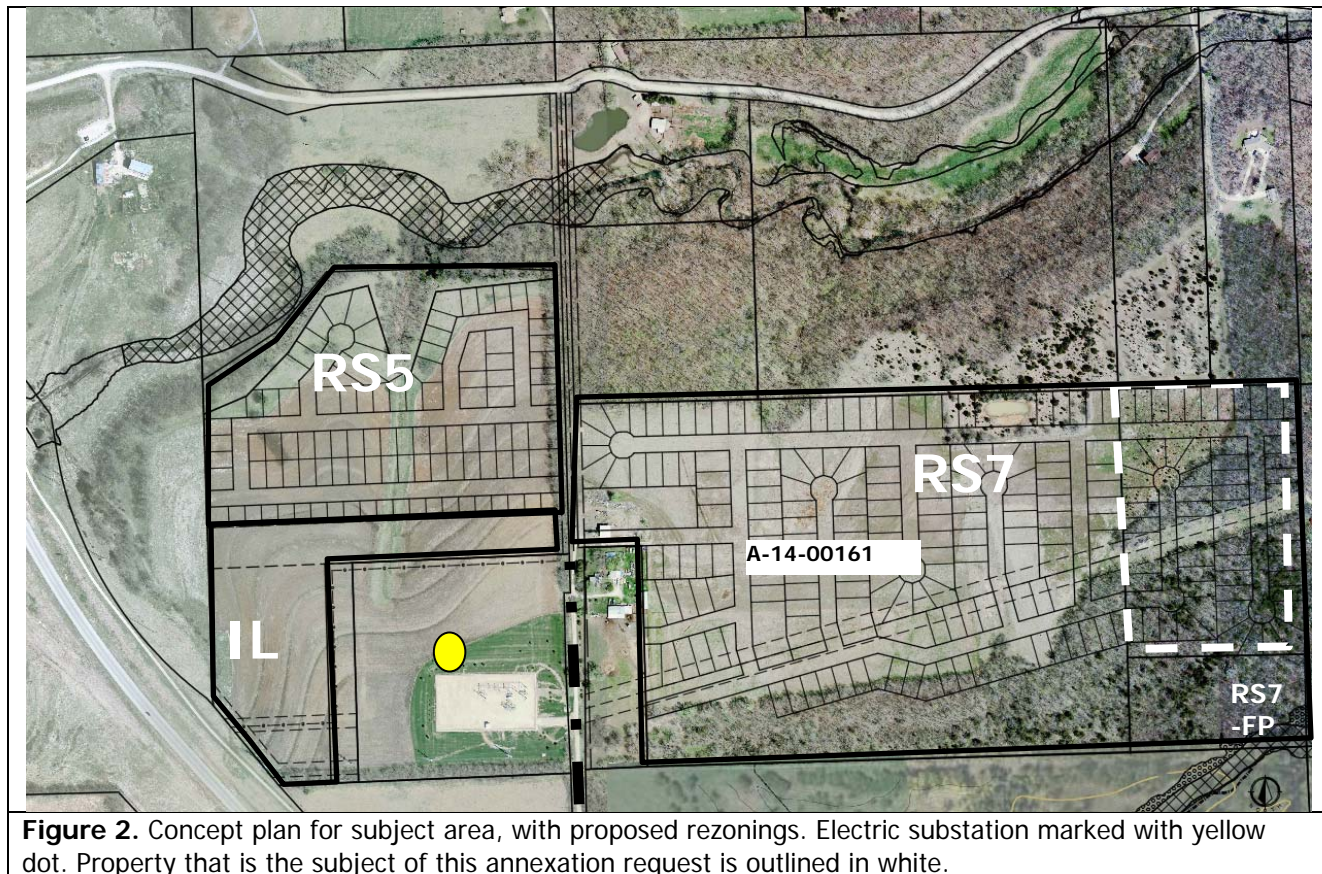 RS5
RS7
A-14-00161
IL
RS7
-FP
Figure 2. Concept plan for subject area, with proposed rezonings. Electric substation marked with yellow
dot. Property that is the subject of this annexation request is outlined in white.